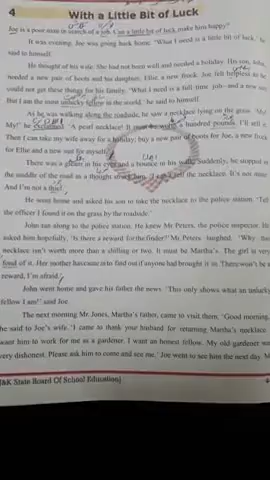 4
With a Little Bit of Luck
Joe is a poor man in search of a job. Can a little bit of luck make him happy?
It was evening. Joe was going back home. 'What I need is a little bit of luck,' he
said to himself.
He thought of his wife. She had not been well and needed a holiday. His son, John,
needed a new pair of boots and his daughter, Ellie, a new frock. Joe felt helpless as he
could not get these things for his family. 'What I need is a full-time job—and a new suit.
But I am the most unlucky fellow in the world,' he said to himself.
As he was walking along the roadside, he saw a necklace lying on the grass. 'My!
My!' he exclaimed. 'A pearl necklace! It must be worth a hundred pounds. I'll sell it.
Then I can take my wife away for a holiday; buy a new pair of boots for Joe, a new frock
for Ellie and a new suit for myself.'
There was a gleam in his eyes and a bounce in his walk. Suddenly, he stopped in
the middle of the road as a thought struck him. 'I can't sell the necklace. It's not mine.
And I'm not a thief.'
He went home and asked his son to take the necklace to the police station. 'Tell
the officer I found it on the grass by the roadside.'
John ran along to the police station. He knew Mr Peters, the police inspector. He
asked him hopefully, 'Is there a reward for the finder?' Mr Peters laughed. 'Why this
necklace isn't worth more than a shilling or two. It must be Martha's. The girl is very
fond of it. Her mother have sent in to find out if anyone had brought it in. There won't be a
reward, I'm afraid.'
John went home and gave his father the news. 'This only shows what an unlucky
fellow I am!' said Joe.
The next morning Mr. Jones, Martha's father, came to visit them. 'Good morning,'
he said to Joe's wife. 'I came to thank your husband for returning Martha's necklace. I
want him to work for me as a gardener. I want an honest fellow. My old gardener was
very dishonest. Please ask him to come and see me.' Joe went to see him the next day. M
J&K State Board Of School Education]